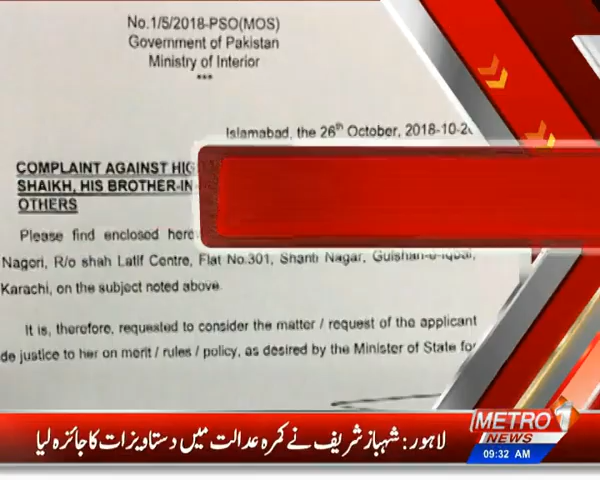 No.1/5/2018-PSO(MOS)
Government of Pakistan
Ministry of Interior
***
Islamabad, the 26th October, 2018-10-2
COMPLAINT AGAINST HIG
SHAIKH, HIS BROTHER-IN
OTHERS
Please find enclosed here
Nagori, R/o shah Latif Centre, Flat No.301, Shanti Nagar, Gulshan-e-Iqbal,
Karachi, on the subject noted above.
It is, therefore, requested to consider the matter / request of the applicant
de justice to her on merit / rules / policy, as desired by the Minister of State for
لاہور: شہباز شریف نے کمرہ عدالت میں دستاویزات کا جائزہ لیا
METRO 1
NEWS
09:32 AM